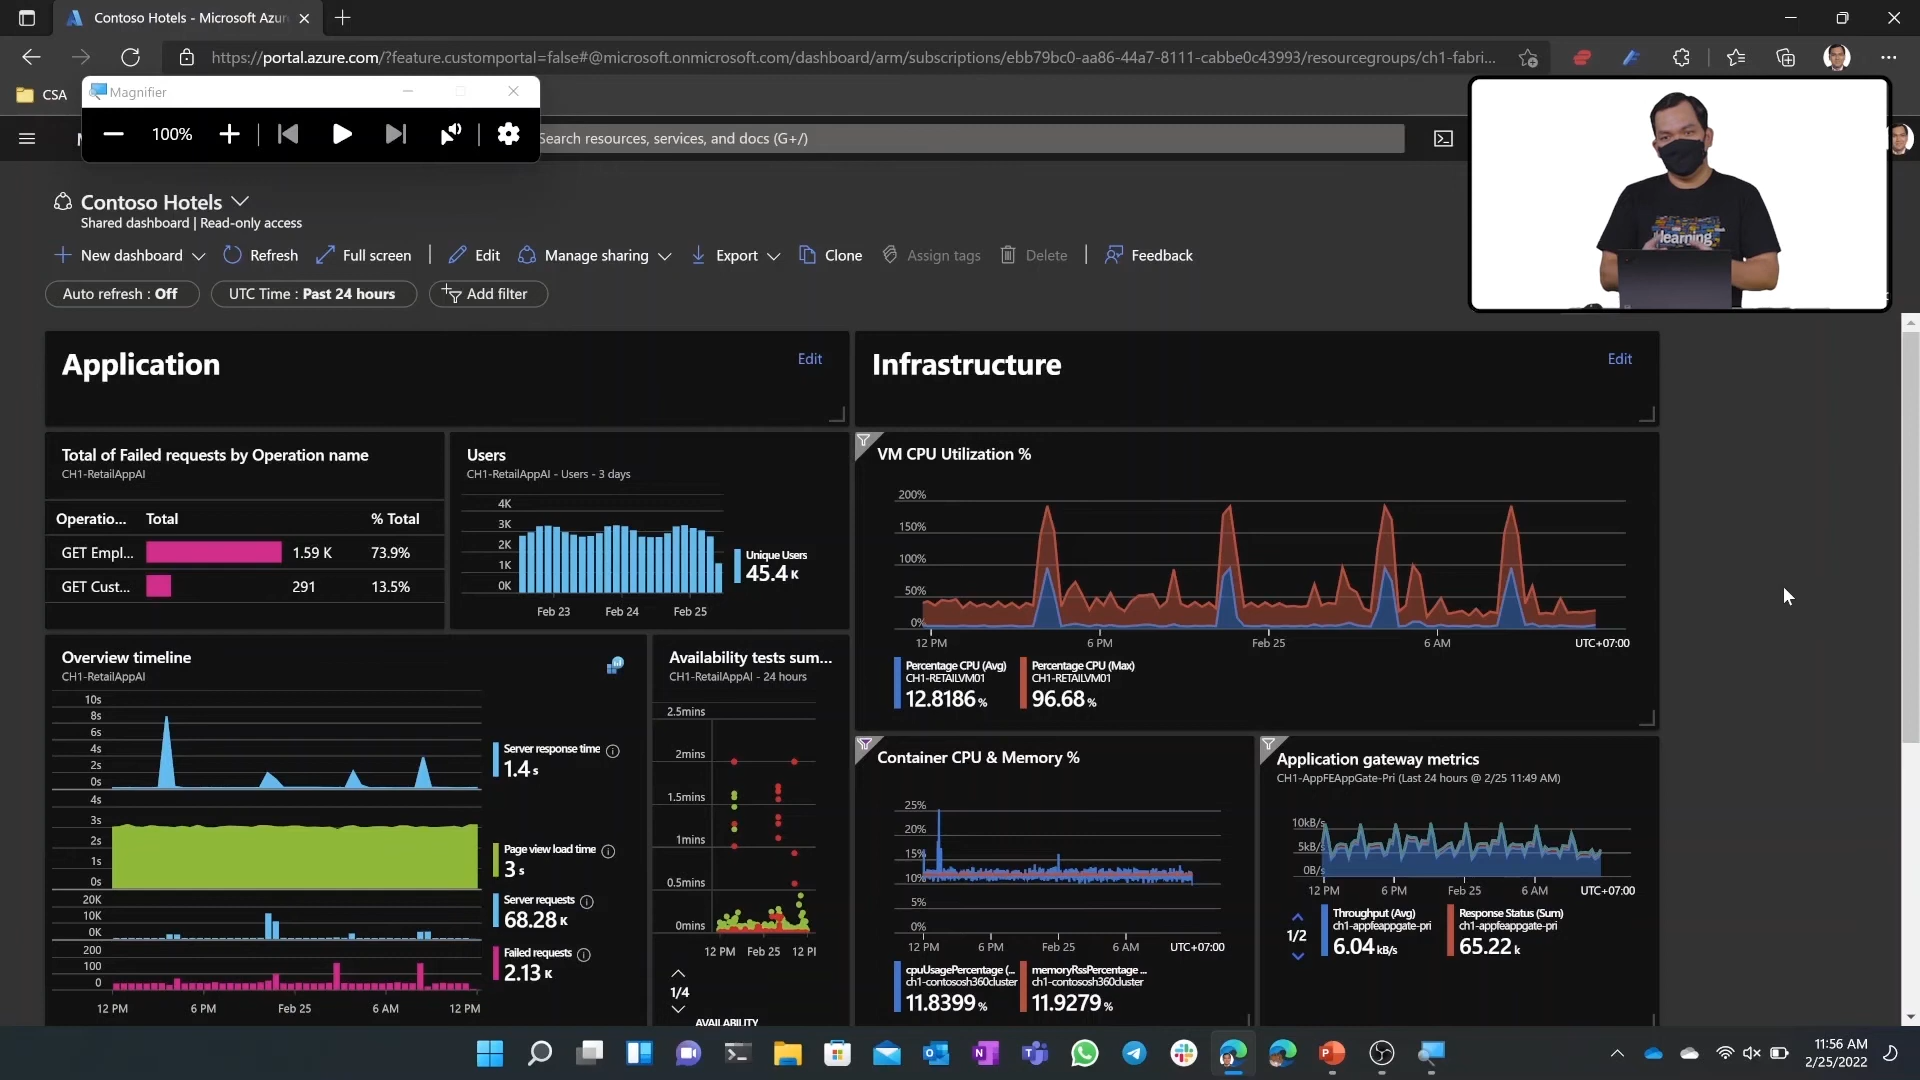 Contoso Hotels - Microsoft Azur
https://portal.azure.com/?feature.customportal=false#@microsoft.onmicrosoft.com/dashboard/arm/subscriptions/ebb79bc0-aa86-44a7-8111-cabbe0c43993/resourcegroups/ch1-fabri...
CSA
Magnifier
100%
Search resources, services, and docs (G+/)
learning
Contoso Hotels
Shared dashboard | Read-only access
New dashboard
Refresh
Full screen
Edit
Manage sharing
Export
Clone
Assign tags
Delete
Feedback
Auto refresh : Off
UTC Time : Past 24 hours
Add filter
Application
Edit
Infrastructure
Edit
Total of Failed requests by Operation name
CH1-RetailAppAI
Operatio... Total % Total
GET Empl... 1.59 K 73.9%
GET Cust... 291 13.5%
Users
CH1-RetailAppAI - Users - 3 days
4K
3K
2K
1K
0K
Feb 23 Feb 24 Feb 25
Unique Users
45.4 K
VM CPU Utilization %
200%
150%
100%
50%
0%
12 PM 6 PM Feb 25 6 AM UTC+07:00
Percentage CPU (Avg)
CH1-RETAILVM01
12.8186 %
Percentage CPU (Max)
CH1-RETAILVM01
96.68 %
Overview timeline
CH1-RetailAppAI
10s
8s
6s
4s
2s
0s
Server response time
1.4 s
4s
3s
2s
1s
0s
Page view load time
3 s
20K
10K
0K
Server requests
68.28 K
200
100
0
Failed requests
2.13 K
12 PM 6 PM Feb 25 6 AM 12 PM
Availability tests sum...
CH1-RetailAppAI - 24 hours
2.5mins
2mins
1.5mins
1mins
0.5mins
0mins
12 PM Feb 25 12 PI
1/4
AVAILABILITY
Container CPU & Memory %
25%
20%
15%
10%
5%
0%
12 PM 6 PM Feb 25 6 AM UTC+07:00
cpuUsagePercentage (...
ch1-contososh360cluster
11.8399 %
memoryRssPercentage ...
ch1-contososh360cluster
11.9279 %
Application gateway metrics
CH1-AppFEAppGate-Pri (Last 24 hours @ 2/25 11:49 AM)
10kB/s
5kB/s
0B/s
12 PM 6 PM Feb 25 6 AM UTC+07:00
1/2
Throughput (Avg)
ch1-appfeappgate-pri
6.04 kB/s
Response Status (Sum)
ch1-appfeappgate-pri
65.22 k
11:56 AM
2/25/2022